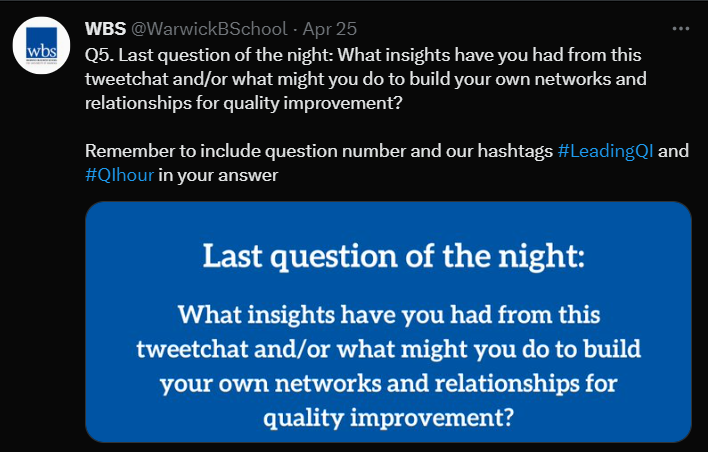 WBS @WarwickBSchool · Apr 25
wbs
Q5. Last question of the night: What insights have you had from this
tweetchat and/or what might you do to build your own networks and
relationships for quality improvement?
Remember to include question number and our hashtags #LeadingQI and
#QIhour in your answer
Last question of the night:
What insights have you had from this
tweetchat and/or what might you do to build
your own networks and relationships for
quality improvement?